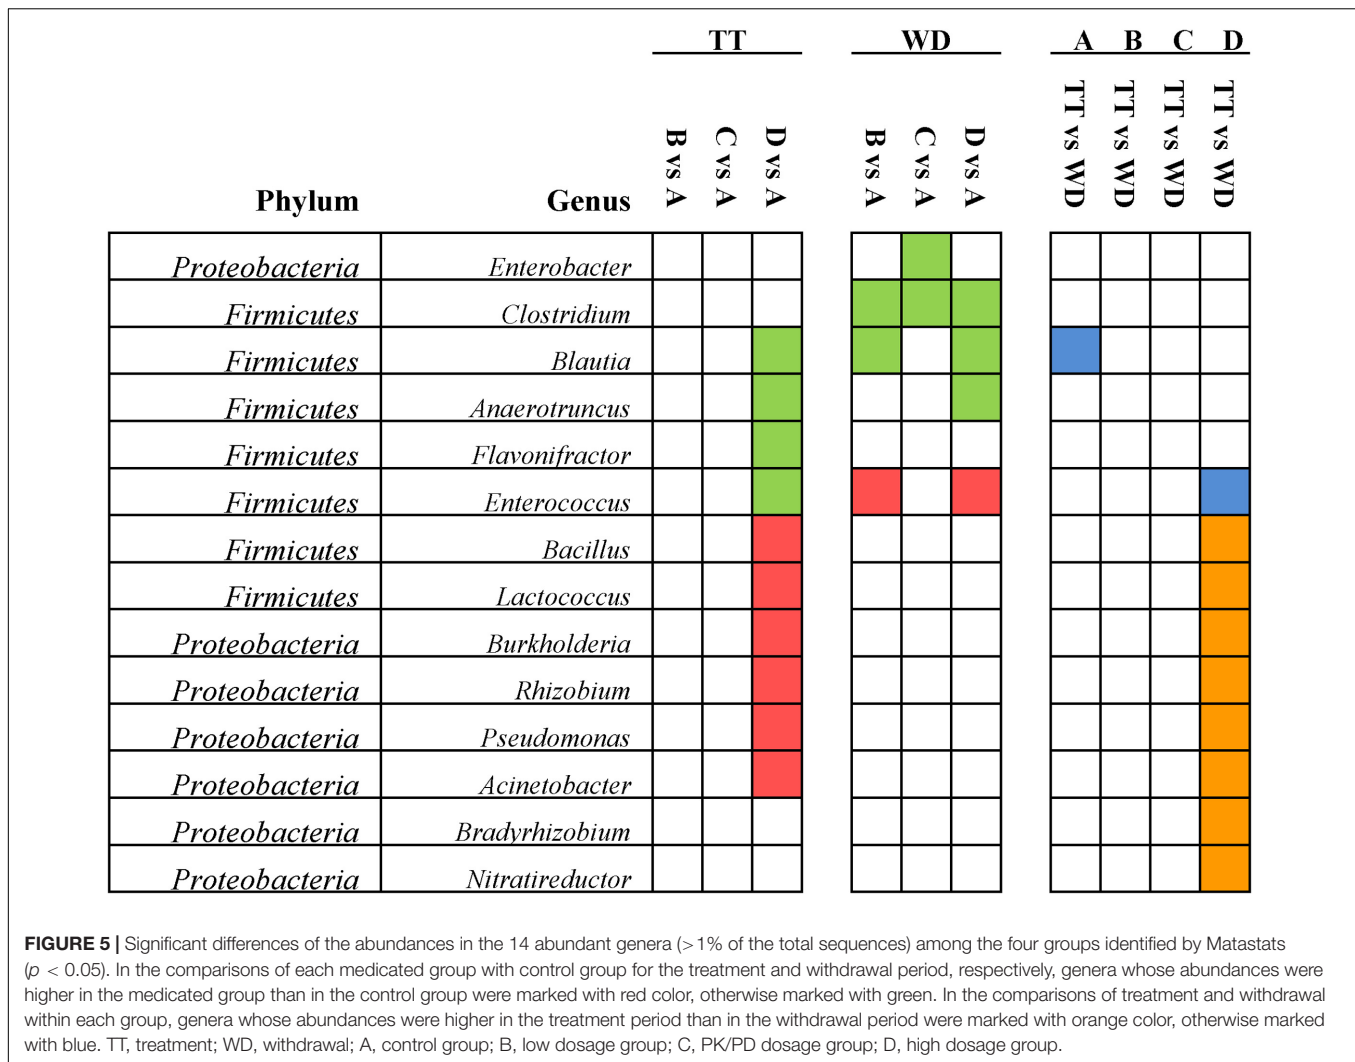 TT WD A B C D
B vs A C vs A D vs A B vs A C vs A D vs A TT vs WD TT vs WD TT vs WD TT vs WD
Phylum Genus
Proteobacteria Enterobacter
Firmicutes Clostridium
Firmicutes Blautia
Firmicutes Anaerotruncus
Firmicutes Flavonifractor
Firmicutes Enterococcus
Firmicutes Bacillus
Firmicutes Lactococcus
Proteobacteria Burkholderia
Proteobacteria Rhizobium
Proteobacteria Pseudomonas
Proteobacteria Acinetobacter
Proteobacteria Bradyrhizobium
Proteobacteria Nitratireductor
FIGURE 5 | Significant differences of the abundances in the 14 abundant genera (>1% of the total sequences) among the four groups identified by Matastats
(p < 0.05). In the comparisons of each medicated group with control group for the treatment and withdrawal period, respectively, genera whose abundances were
higher in the medicated group than in the control group were marked with red color, otherwise marked with green. In the comparisons of treatment and withdrawal
within each group, genera whose abundances were higher in the treatment period than in the withdrawal period were marked with orange color, otherwise marked
with blue. TT, treatment; WD, withdrawal; A, control group; B, low dosage group; C, PK/PD dosage group; D, high dosage group.